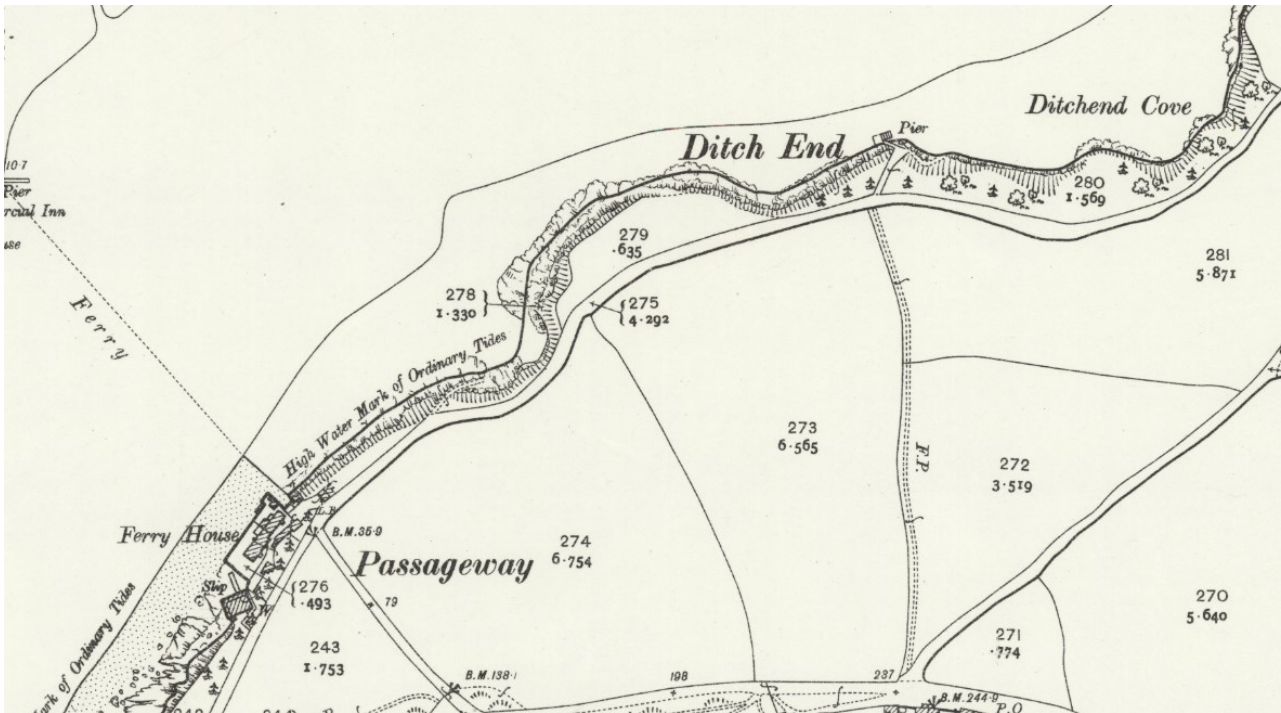 Ditchend Cove
Pier
Ditch End
10·7
Pier
rcial Inn
use
280
1·569
279
·635
281
5·871
278
1·330
275
4·292
Ferry
High Water Mark of Ordinary Tides
273
6·565
F.P.
272
3·519
L.B.
B.M.35·9
Ferry House
Passageway
274
6·754
Slip
276
·493
W
79
270
5·640
271
·774
243
1·753
Mark of Ordinary Tides
B.M.138·1
198
237
B.M.244·9
P.O